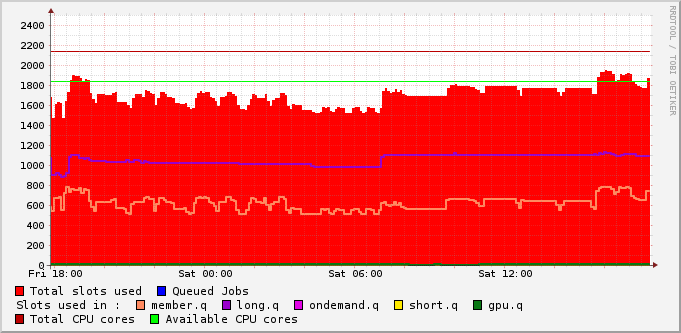 2400
2200
2000
1800
1600
1400
1200
1000
800
600
400
200
0
Fri 18:00 Sat 00:00 Sat 06:00 Sat 12:00
RRDTOOL / TOBI OETIKER
Total slots used Queued Jobs
Slots used in : member.q long.q ondemand.q short.q gpu.q
Total CPU cores Available CPU cores